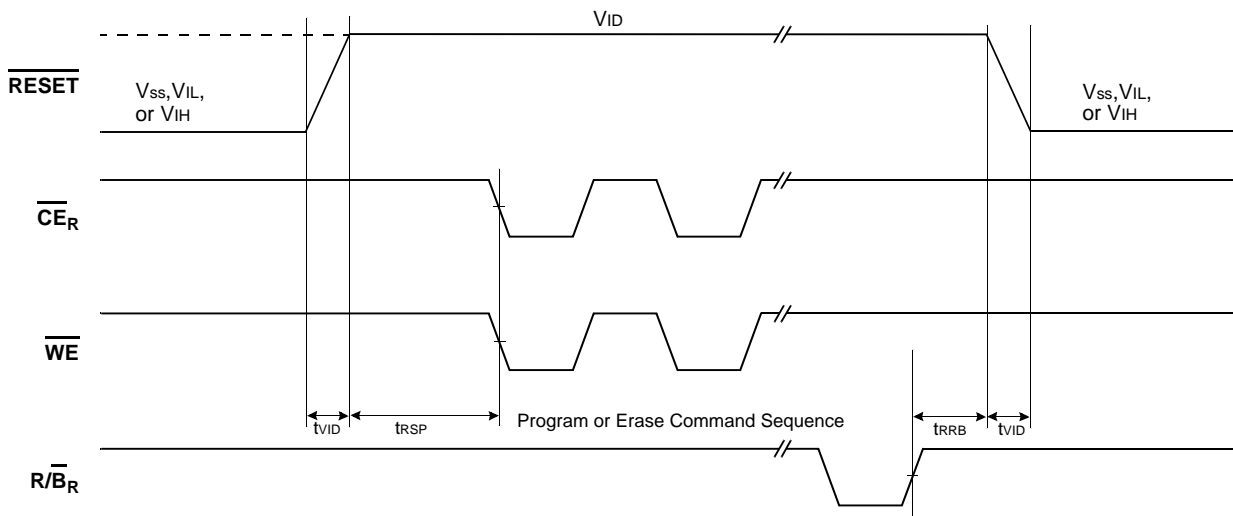 VID
RESET
Vss,VIL,
or VIH
Vss,VIL,
or VIH
CER
WE
tVID
tRSP
Program or Erase Command Sequence
tRRB
tVID
R/BR